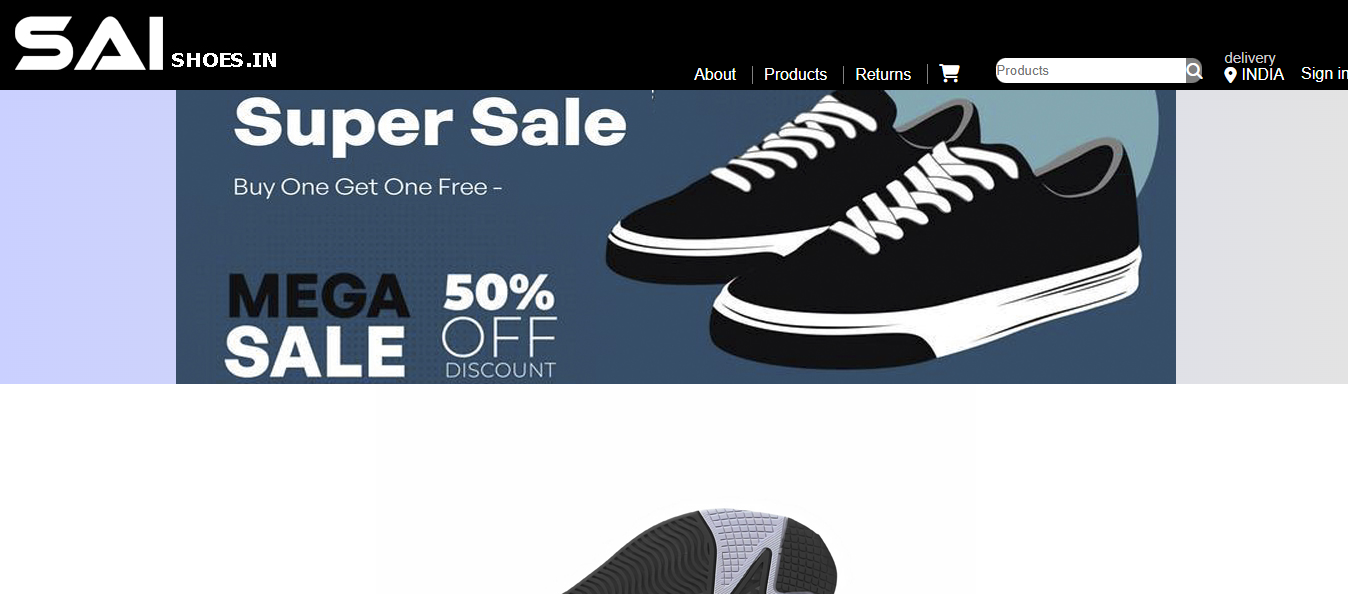 SAI SHOES.IN
About Products Returns Products delivery
INDIA Sign in
Super Sale
Buy One Get One Free -
MEGA 50%
SALE OFF
DISCOUNT